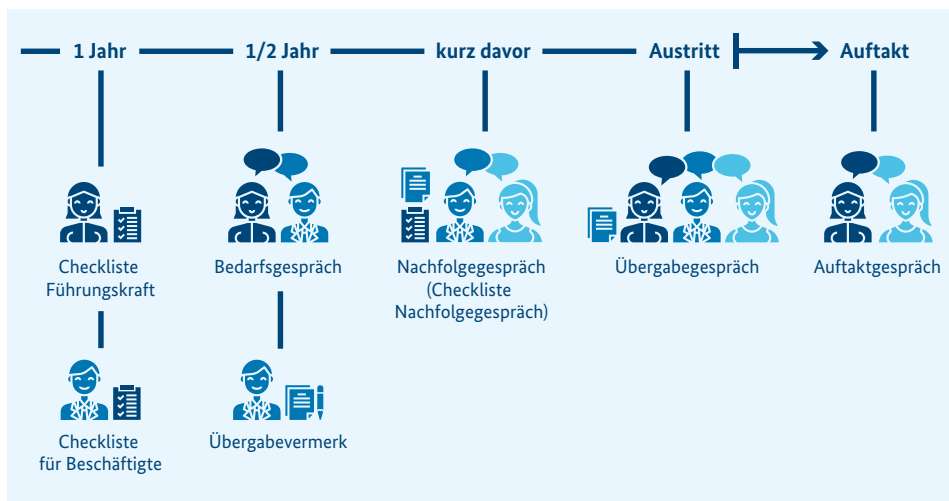 1 Jahr
1/2 Jahr
kurz davor
Austritt
Auftakt
Checkliste
Führungskraft
Bedarfsgespräch
Nachfolgegespräch
(Checkliste
Nachfolgegespräch)
Übergabegespräch
Auftaktgespräch
Checkliste
für Beschäftigte
Übergabevermerk